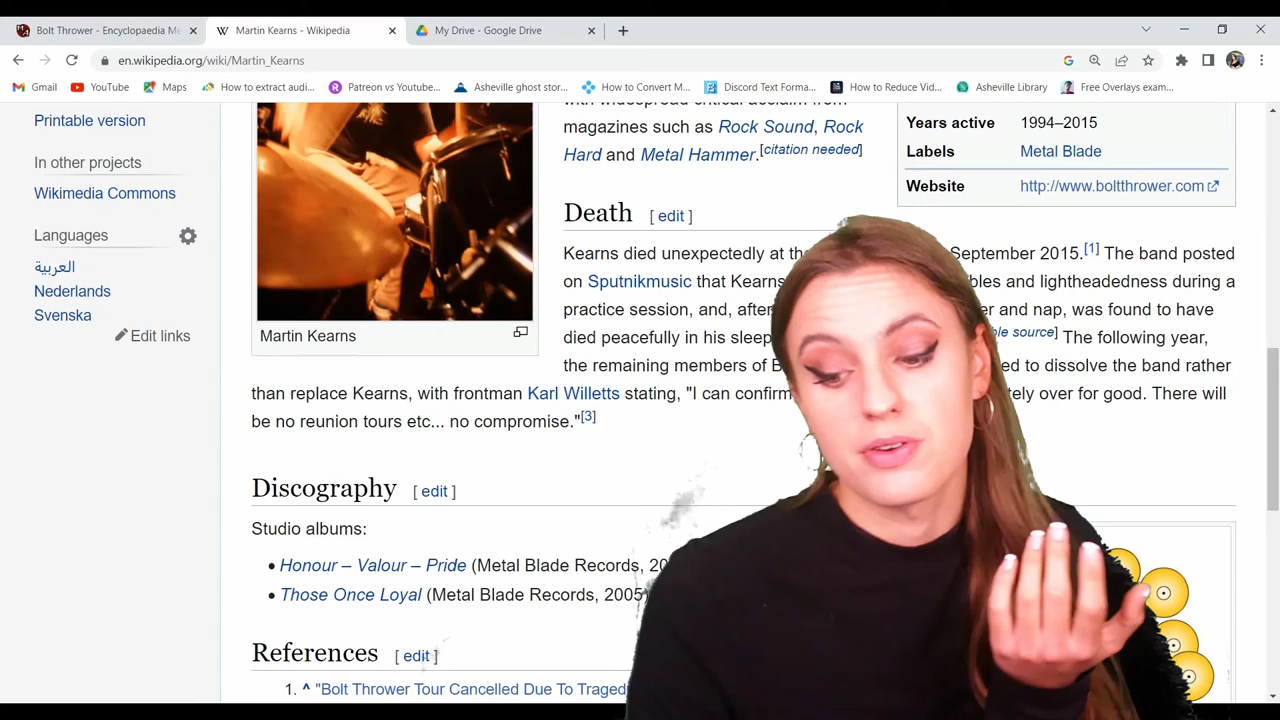 Bolt Thrower - Encyclopaedia Me
Martin Kearns - Wikipedia
My Drive - Google Drive
en.wikipedia.org/wiki/Martin_Kearns
Gmail
YouTube
Maps
How to extract audi...
Patreon vs Youtube...
Asheville ghost stor...
How to Convert M...
Discord Text Forma...
How to Reduce Vid...
Asheville Library
Free Overlays exam...
Printable version
In other projects
Wikimedia Commons
Languages
العربية
Nederlands
Svenska
Edit links
Martin Kearns
with widespread critical acclaim from
magazines such as Rock Sound, Rock
Hard and Metal Hammer.[citation needed]
Years active 1994–2015
Labels Metal Blade
Website http://www.boltthrower.com
Death [ edit ]
Kearns died unexpectedly at the September 2015.[1] The band posted
on Sputnikmusic that Kearns and lightheadedness during a
practice session, and, after and nap, was found to have
died peacefully in his sleep source] The following year,
the remaining members of to dissolve the band rather
than replace Kearns, with frontman Karl Willetts stating, "I can confirm over for good. There will
be no reunion tours etc... no compromise."[3]
Discography [ edit ]
Studio albums:
• Honour – Valour – Pride (Metal Blade Records,
• Those Once Loyal (Metal Blade Records, 2005)
References [ edit ]
1. ^ "Bolt Thrower Tour Cancelled Due To